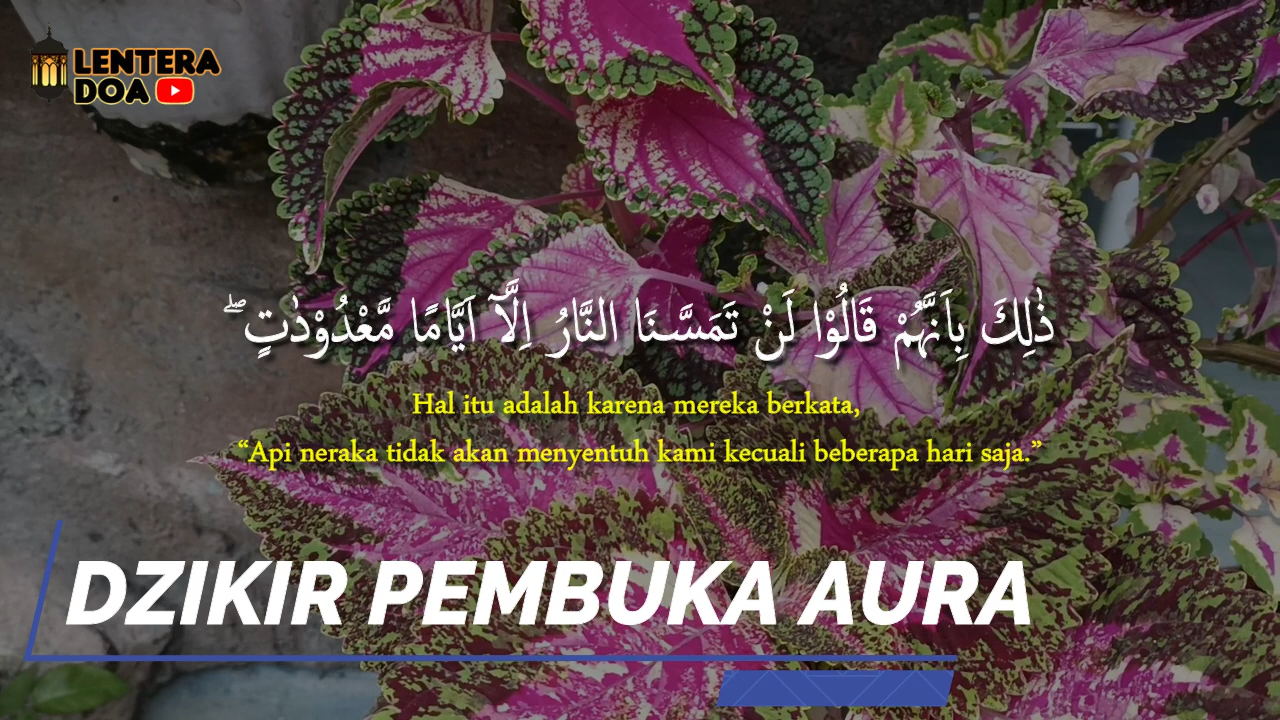 LENTERA
DOA
ذٰلِكَ بِاَنَّهُمْ قَالُوْا لَنْ تَمَسَّنَا النَّارُ اِلَّآ اَيَّامًا مَّعْدُوْدٰتٍ ۖ
Hal itu adalah karena mereka berkata,
“Api neraka tidak akan menyentuh kami kecuali beberapa hari saja.”
DZIKIR PEMBUKA AURA